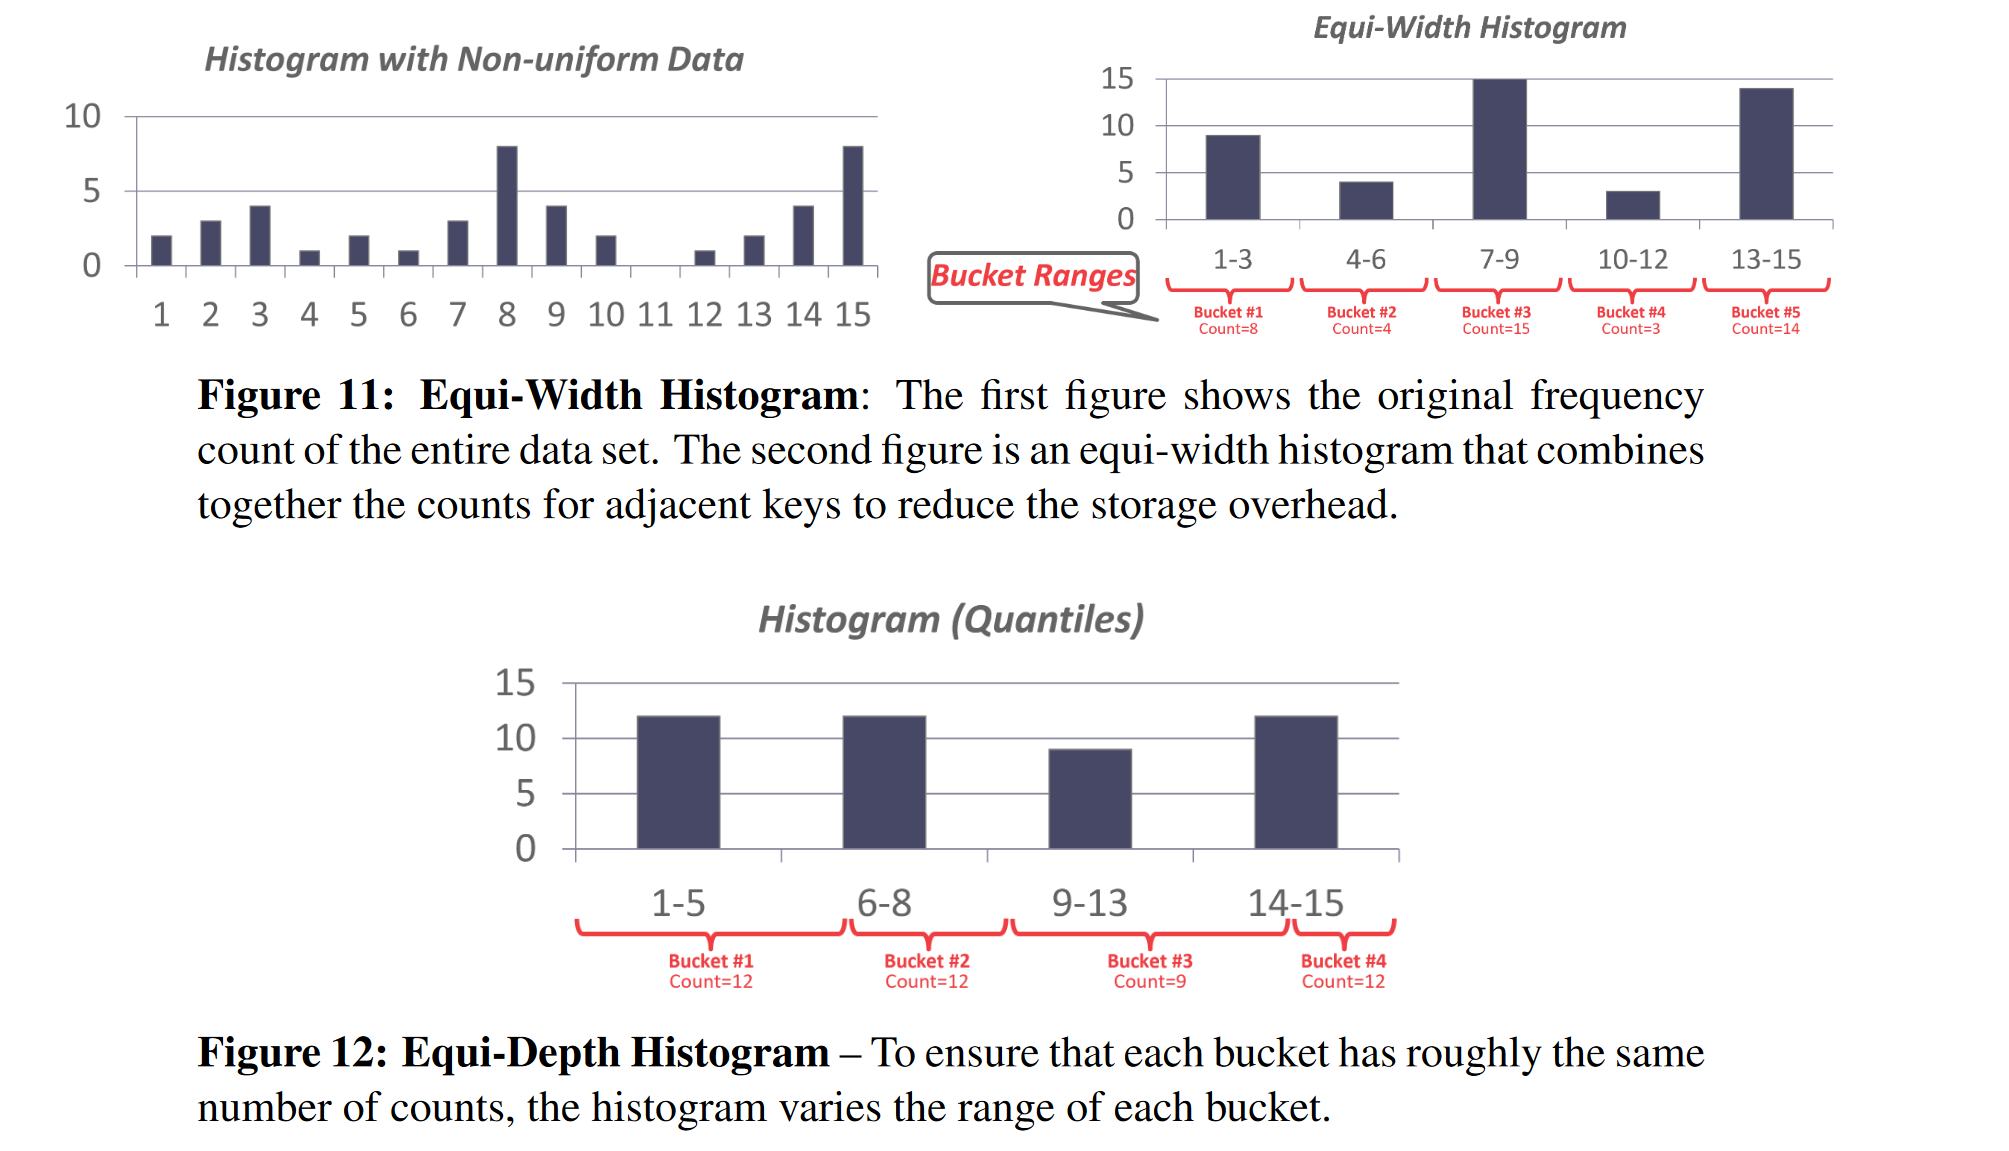 Histogram with Non-uniform Data
10
5
0
1 2 3 4 5 6 7 8 9 10 11 12 13 14 15
Equi-Width Histogram
15
10
5
0
1-3 4-6 7-9 10-12 13-15
Bucket Ranges
Bucket #1 Bucket #2 Bucket #3 Bucket #4 Bucket #5
Count=8 Count=4 Count=15 Count=3 Count=14
Figure 11: Equi-Width Histogram: The first figure shows the original frequency
count of the entire data set. The second figure is an equi-width histogram that combines
together the counts for adjacent keys to reduce the storage overhead.
Histogram (Quantiles)
15
10
5
0
1-5 6-8 9-13 14-15
Bucket #1 Bucket #2 Bucket #3 Bucket #4
Count=12 Count=12 Count=9 Count=12
Figure 12: Equi-Depth Histogram – To ensure that each bucket has roughly the same
number of counts, the histogram varies the range of each bucket.